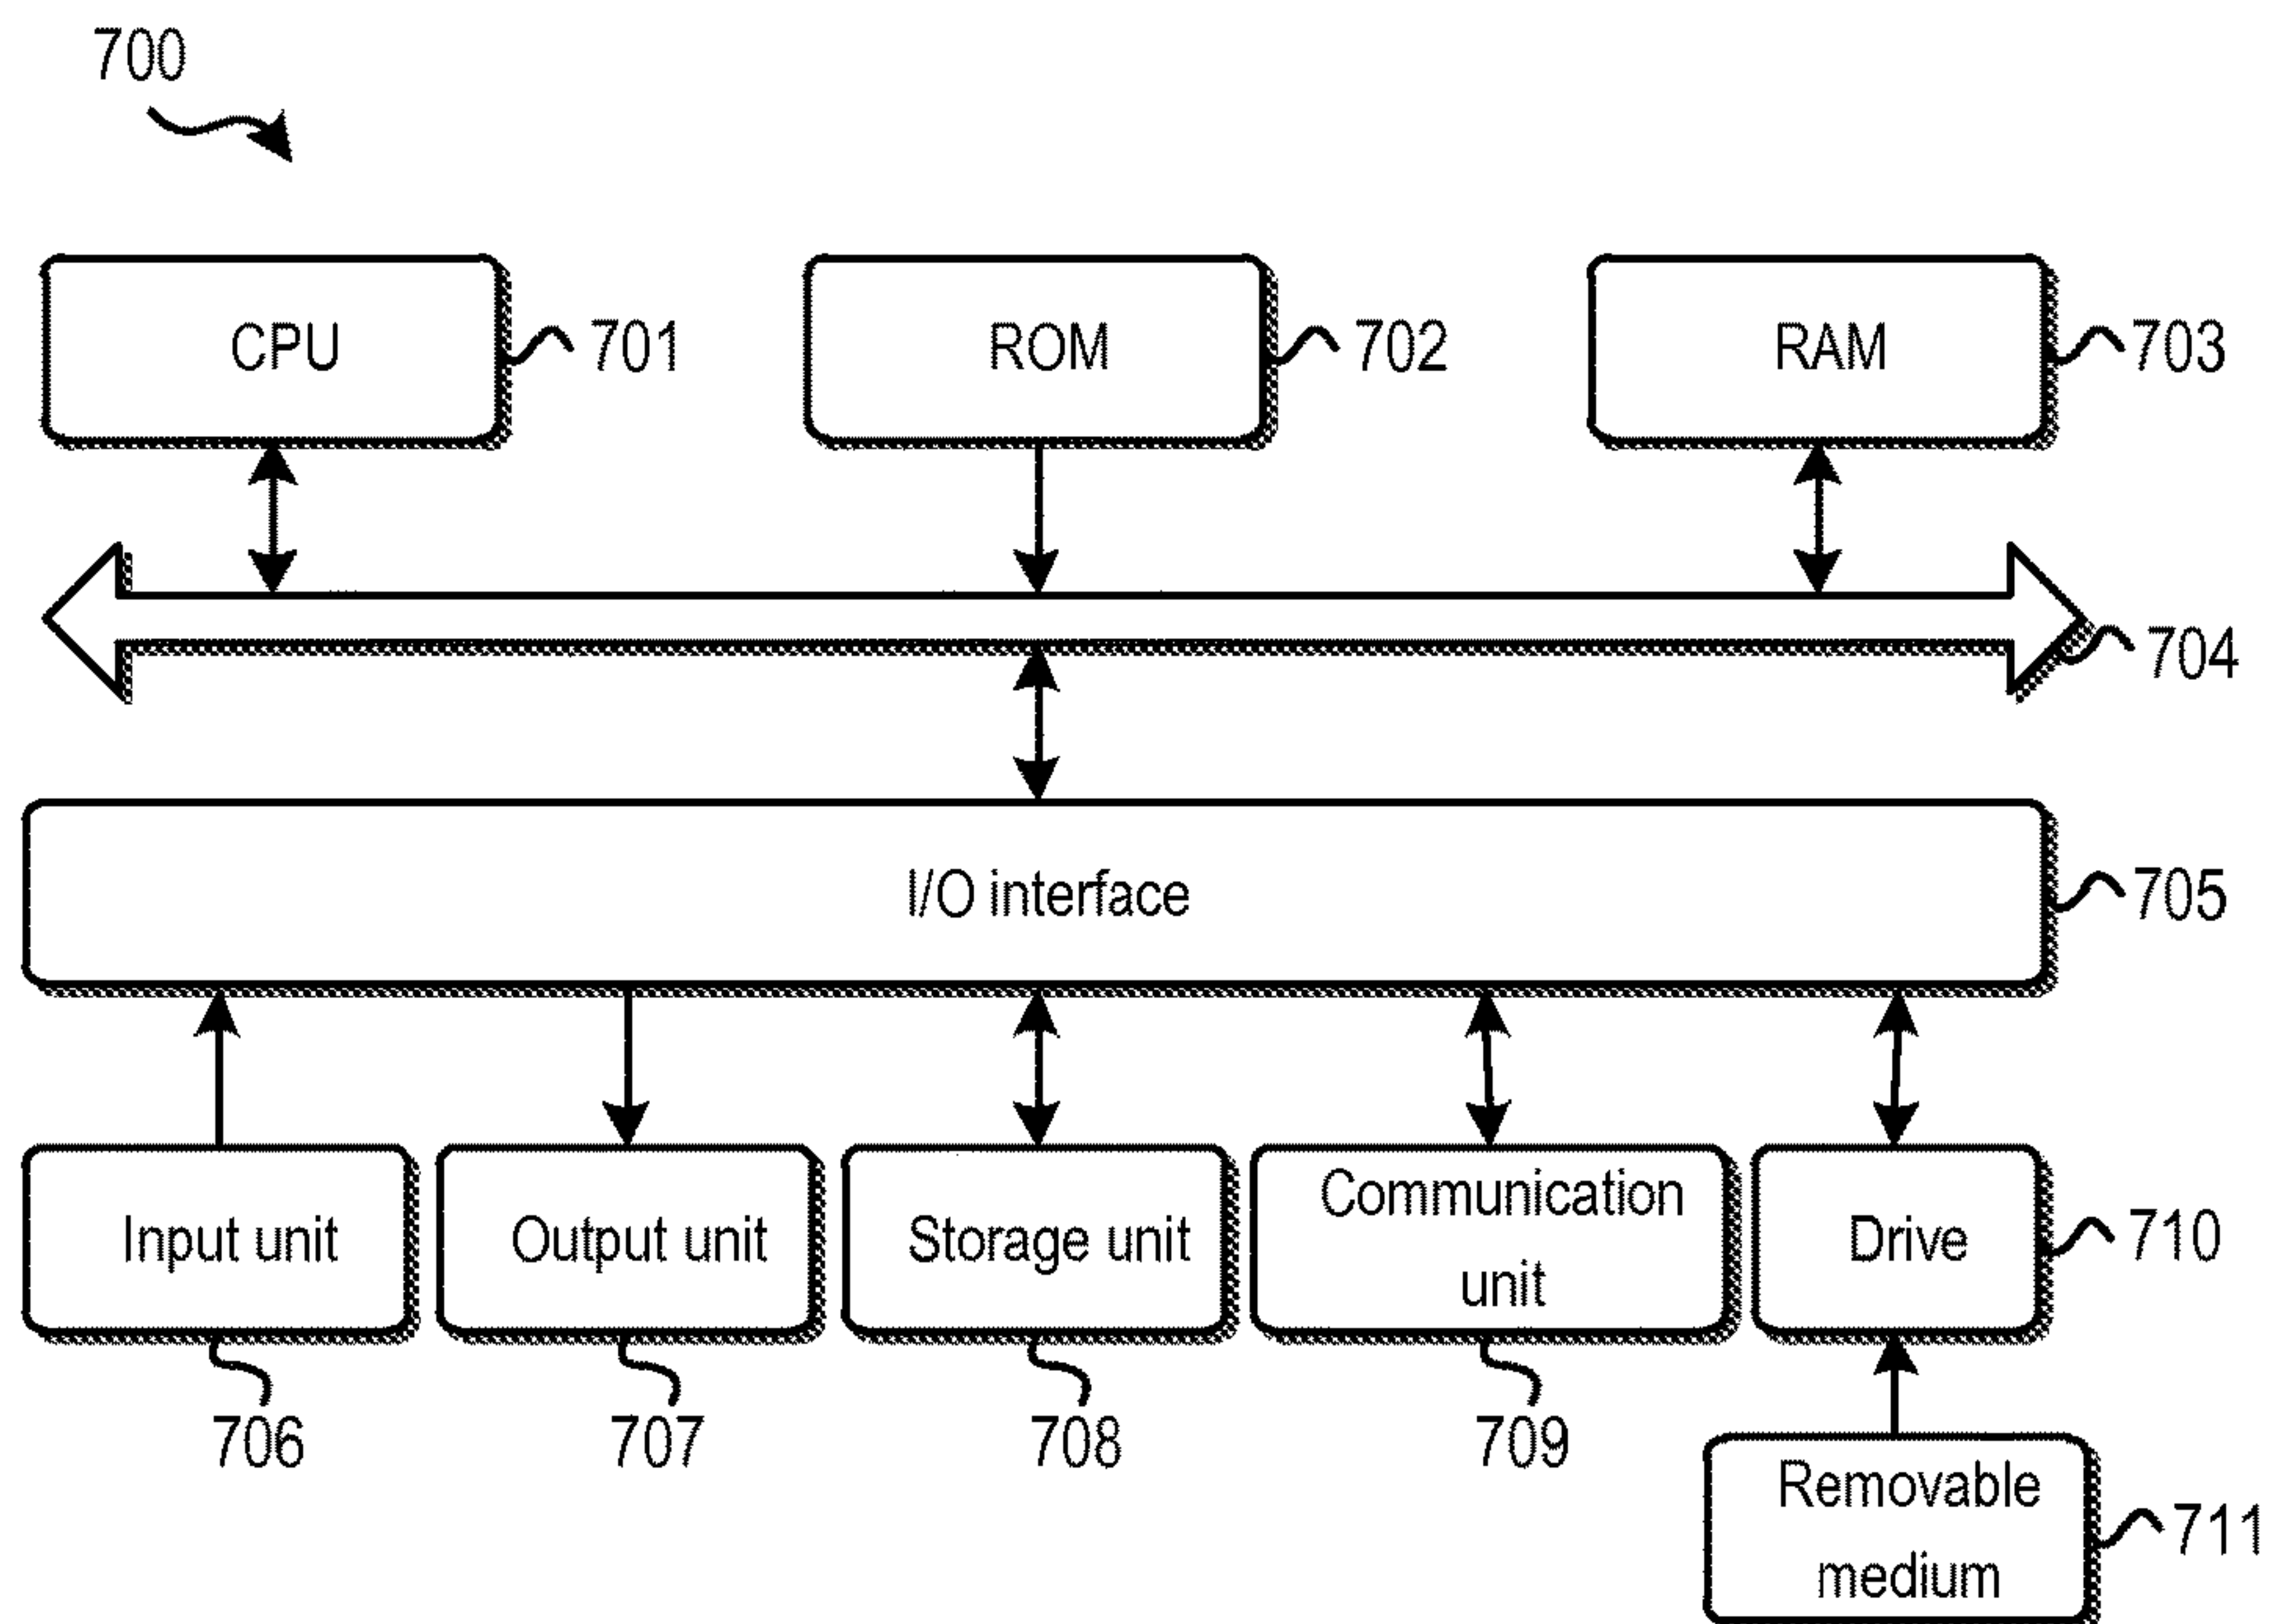 700
CPU
701
ROM
702
RAM
703
704
I/O interface
705
Input unit
Output unit
Storage unit
Communication
unit
Drive
710
706
707
708
709
Removable
medium
711